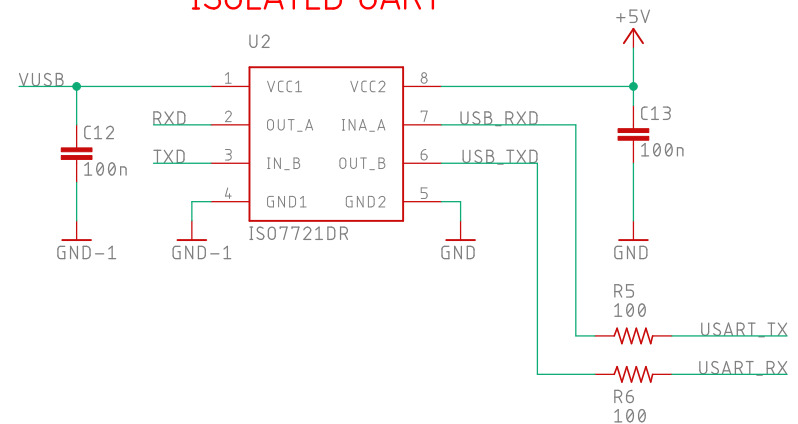 ISOLATED UART
+5V
U2
VUSB
1
VCC1
VCC2
8
C13
100n
RXD
2
OUT_A
INA_A
7
USB_RXD
C12
100n
TXD
3
IN_B
OUT_B
6
USB_TXD
4
GND1
GND2
5
ISO7721DR
GND-1
GND-1
GND
GND
R5
100
USART_TX
USART_RX
R6
100